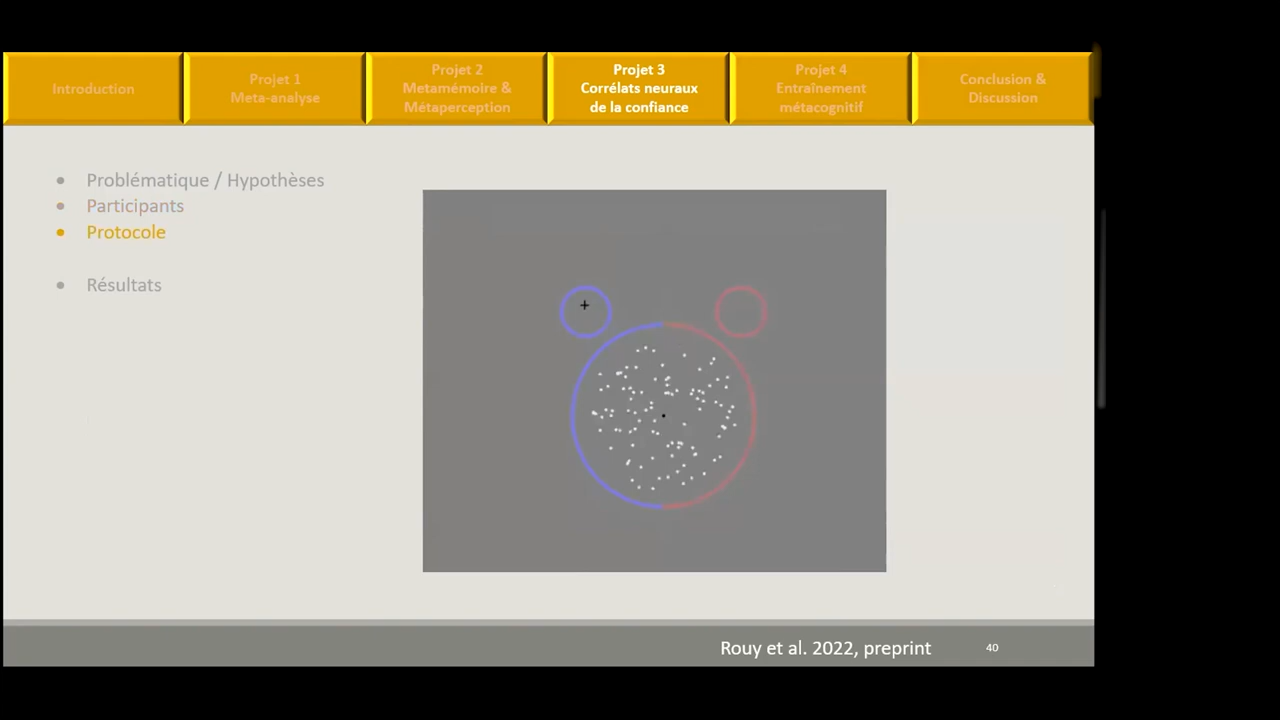 Introduction
Projet 1
Meta-analyse
Projet 2
Metamémoire &
Métaperception
Projet 3
Corrélats neuraux
de la confiance
Projet 4
Entraînement
métacognitif
Conclusion &
Discussion
• Problématique / Hypothèses
• Participants
• Protocole
• Résultats
Rouy et al. 2022, preprint
40